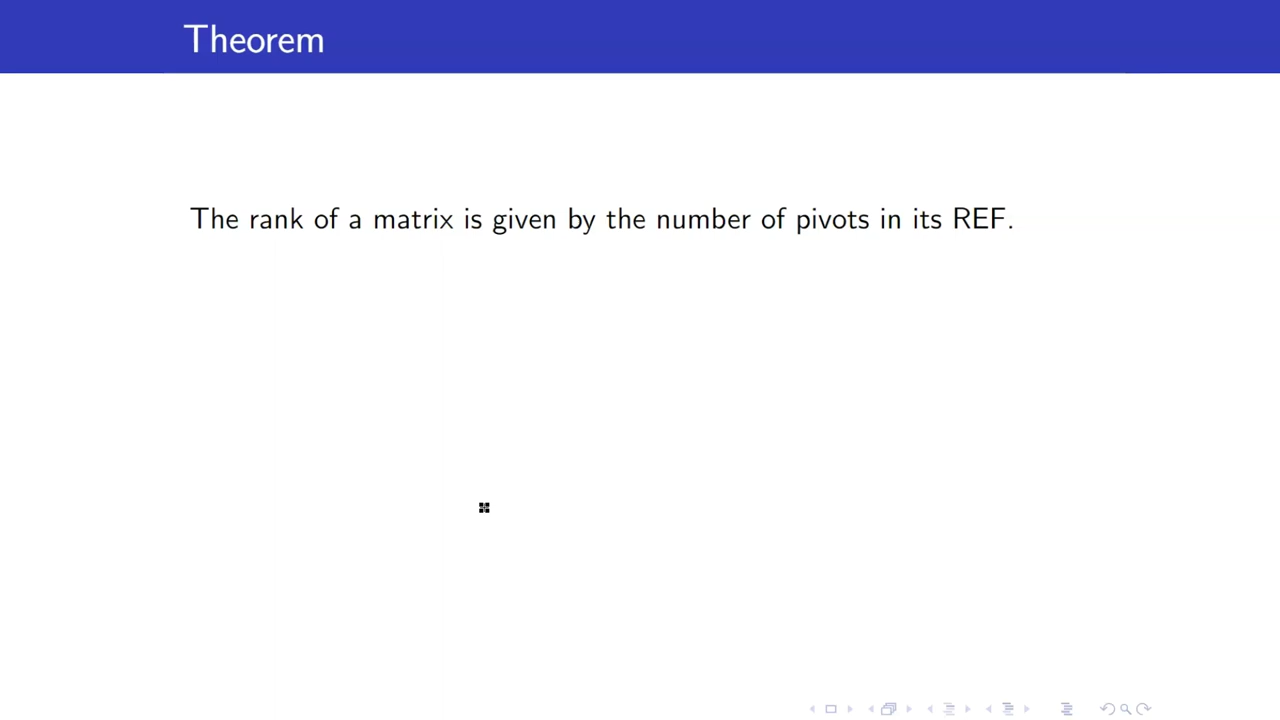 Theorem
The rank of a matrix is given by the number of pivots in its REF.